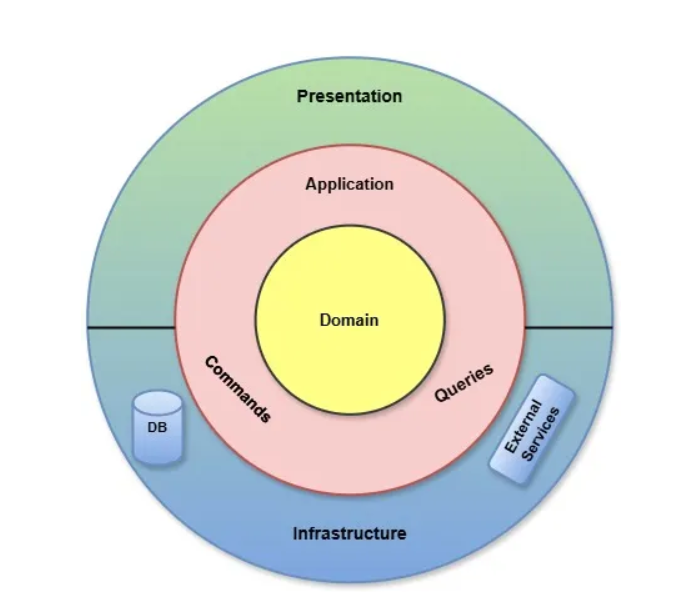 Presentation
Application
Domain
Commands
Queries
DB
External
Services
Infrastructure